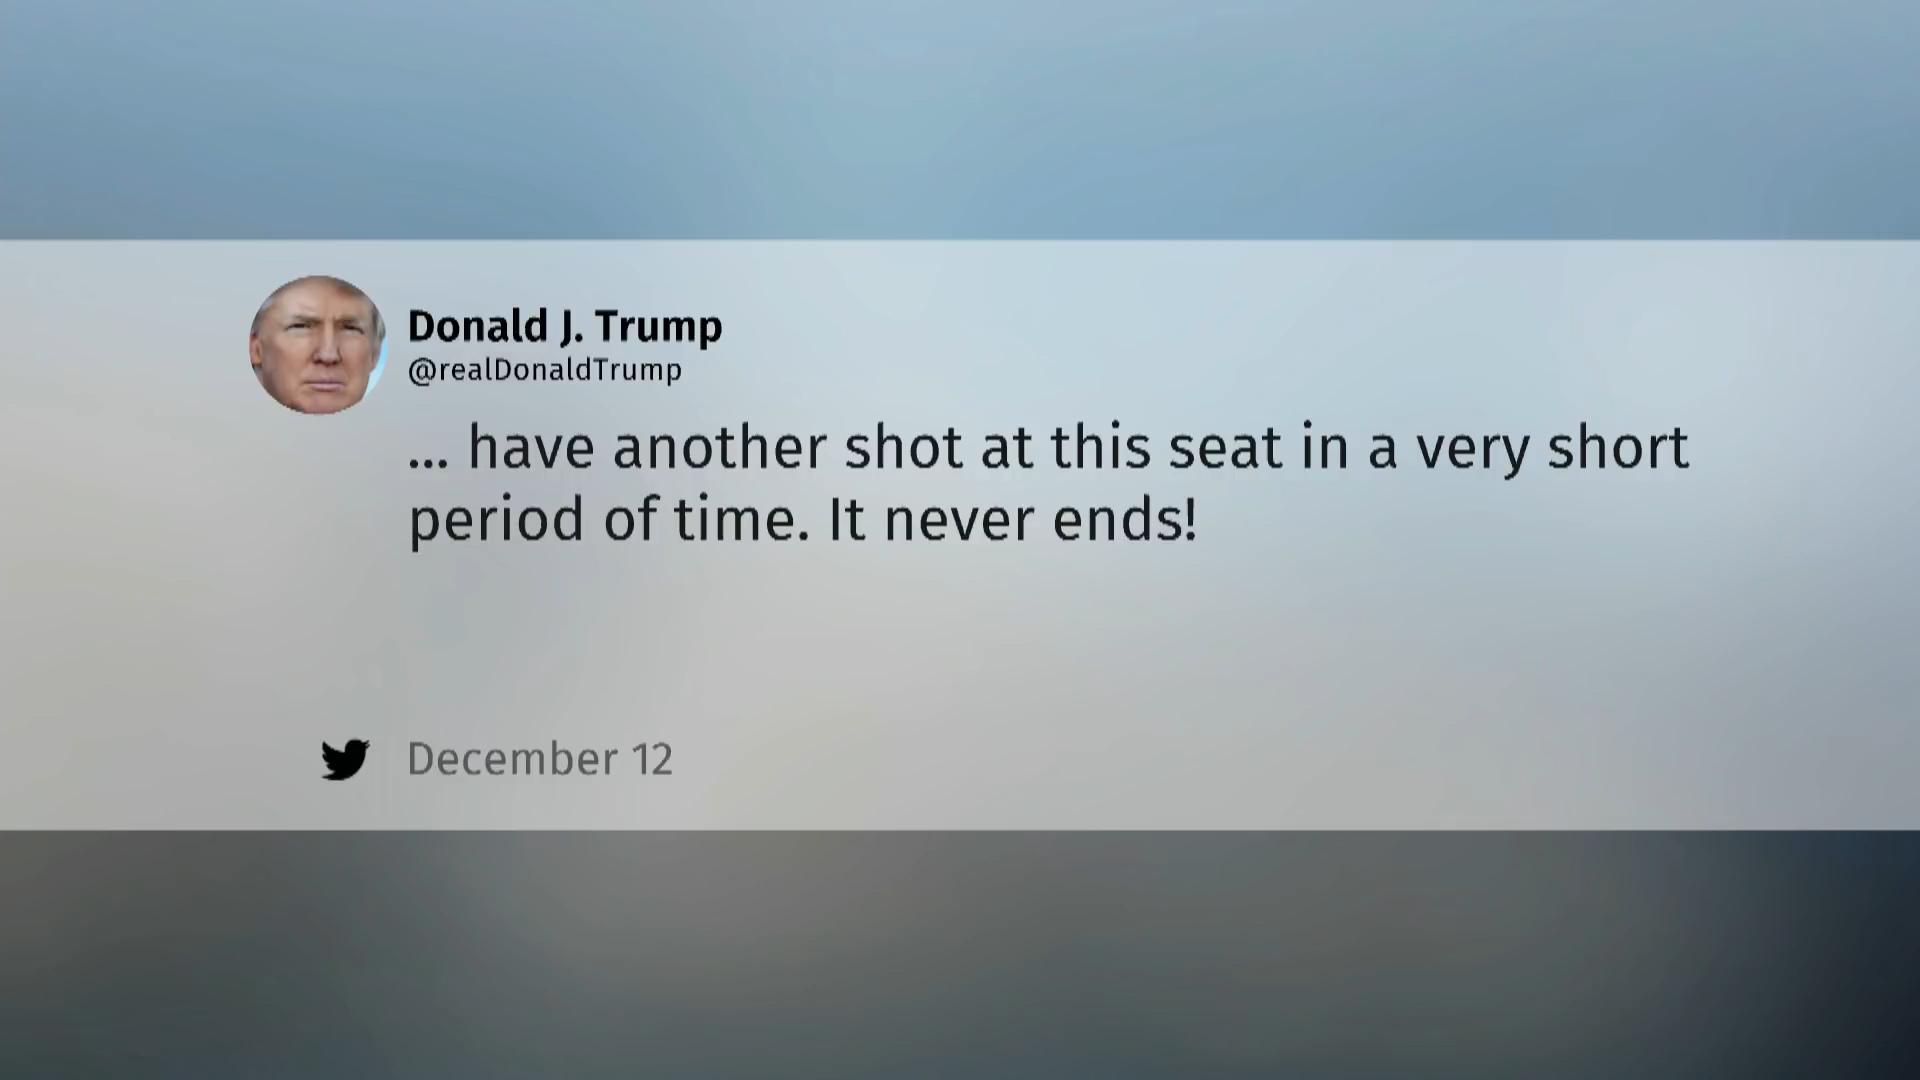 Donald J. Trump
@realDonaldTrump
... have another shot at this seat in a very short
period of time. It never ends!
December 12